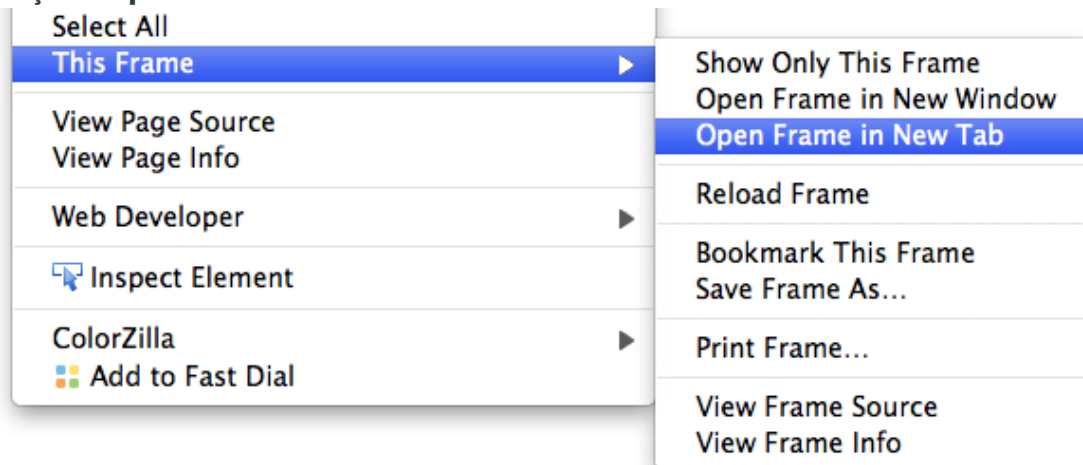 Select All
This Frame
View Page Source
View Page Info
Web Developer
Inspect Element
ColorZilla
Add to Fast Dial
Show Only This Frame
Open Frame in New Window
Open Frame in New Tab
Reload Frame
Bookmark This Frame
Save Frame As...
Print Frame...
View Frame Source
View Frame Info